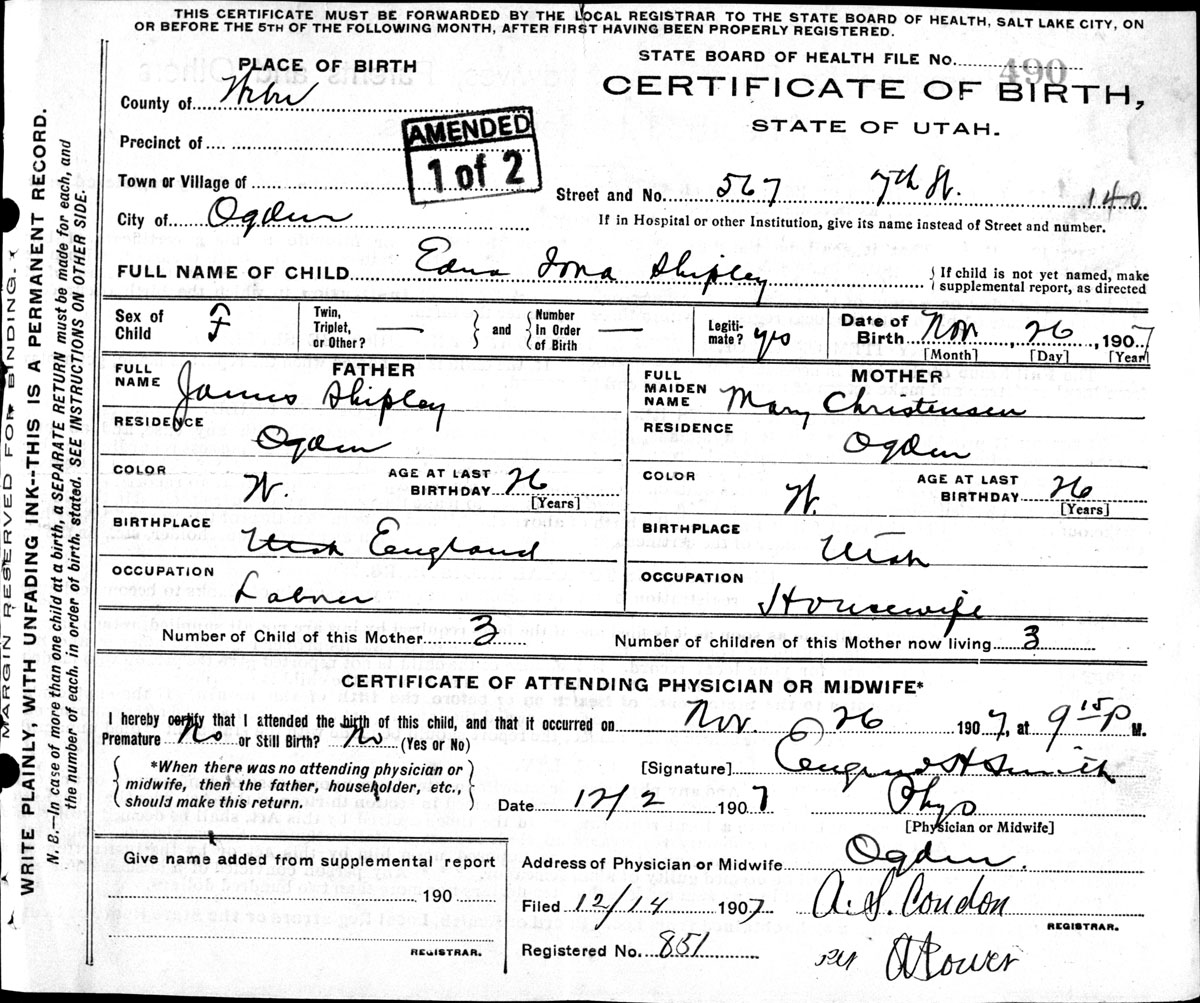 THIS CERTIFICATE MUST BE FORWARDED BY THE LOCAL REGISTRAR TO THE STATE BOARD OF HEALTH, SALT LAKE CITY, ON
OR BEFORE THE 5TH OF THE FOLLOWING MONTH, AFTER FIRST HAVING BEEN PROPERLY REGISTERED.
PLACE OF BIRTH
STATE BOARD OF HEALTH FILE No. 490
County of Weber
CERTIFICATE OF BIRTH,
STATE OF UTAH.
Precinct of
AMENDED
1 of 2
Town or Village of
Street and No. 567 7th St. 140
City of Ogden
If in Hospital or other Institution, give its name instead of Street and number.
FULL NAME OF CHILD Edna Iona Shipley
{ If child is not yet named, make
supplemental report, as directed
Sex of Child F
Twin, Triplet, or Other? — } and { Number In Order of Birth —
Legitimate? yes
Date of Birth Nov, 26, 1907
[Month] [Day] [Year]
FATHER
FULL NAME James Shipley
RESIDENCE Ogden
COLOR W.
AGE AT LAST BIRTHDAY 26
[Years]
BIRTHPLACE Utah England
OCCUPATION Laborer
MOTHER
FULL MAIDEN NAME Mary Christensen
RESIDENCE Ogden
COLOR W.
AGE AT LAST BIRTHDAY 26
[Years]
BIRTHPLACE Utah
OCCUPATION Housewife
Number of Child of this Mother 3
Number of children of this Mother now living 3
CERTIFICATE OF ATTENDING PHYSICIAN OR MIDWIFE*
I hereby certify that I attended the birth of this child, and that it occurred on Nov. 26 1907, at 9 15 P M.
Premature No or Still Birth? No (Yes or No)
{ *When there was no attending physician or
midwife, then the father, householder, etc.,
should make this return. }
[Signature] Eugene H Smith
Date 12/2 1907 Phys
[Physician or Midwife]
Give name added from supplemental report
190
REGISTRAR.
Address of Physician or Midwife Ogden.
Filed 12/14 1907 A. S. Condon
REGISTRAR.
Registered No. 851
per
MARGIN RESERVED FOR BINDING.
WRITE PLAINLY, WITH UNFADING INK--THIS IS A PERMANENT RECORD.
N. B.—In case of more than one child at a birth, a SEPARATE RETURN must be made for each, and
the number of each, in order of birth, stated. SEE INSTRUCTIONS ON OTHER SIDE.